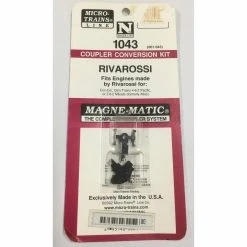 MICRO-
TRAINS
LINE
N
1043
COUPLER CONVERSION KIT
RIVAROSSI
Fits Engines made
by Rivarossi for:
MAGNE-MATIC®
THE COUPLER SYSTEM
Exclusively Made in the U.S.A.
www.micro-trains.com